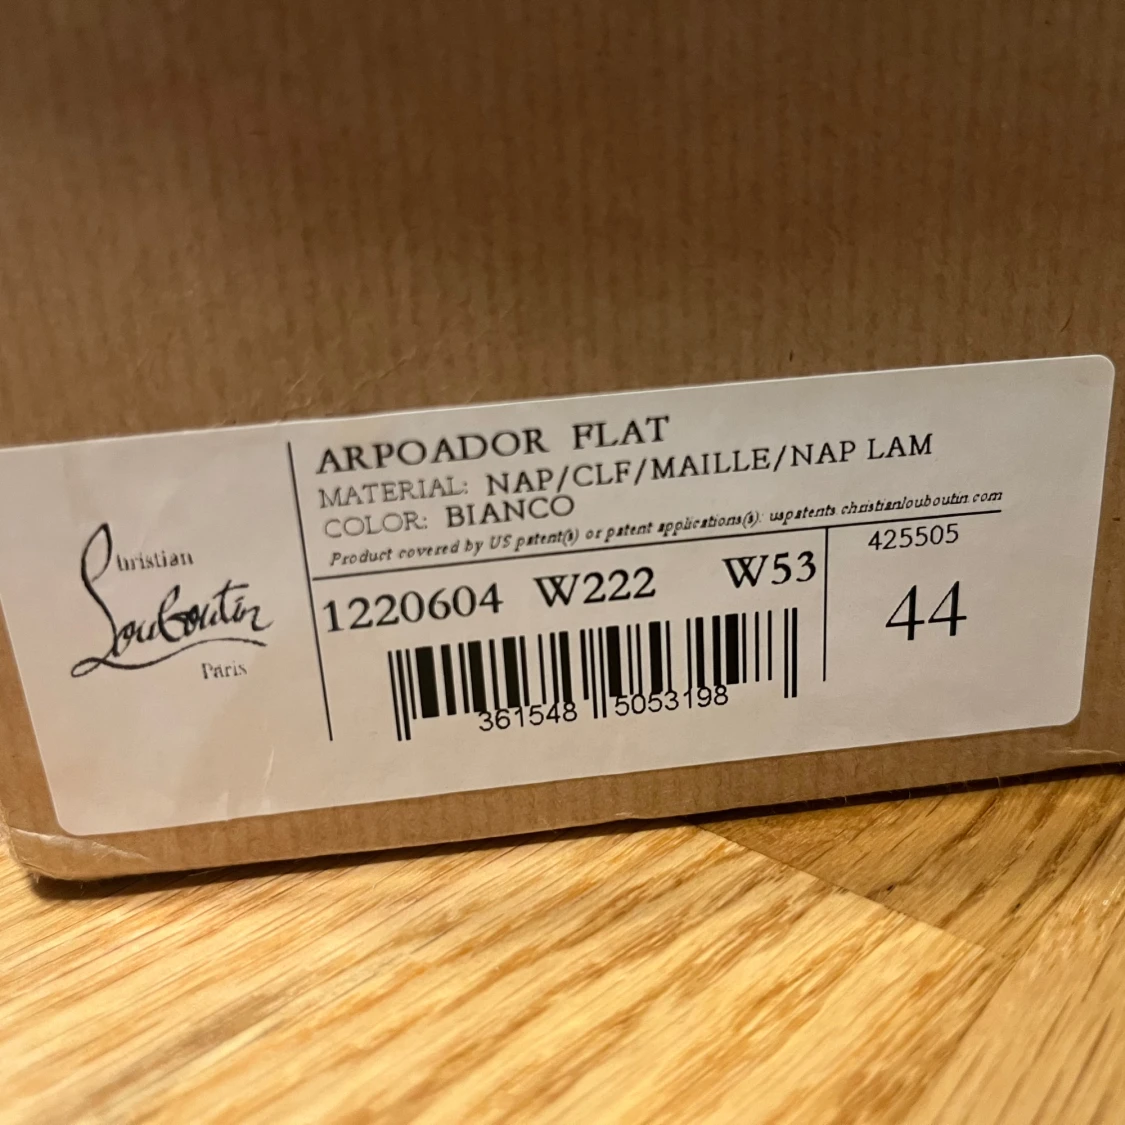 Christian
Louboutin
Paris
ARPOADOR FLAT
MATERIAL: NAP/CLF/MAILLE/NAP LAM
COLOR: BIANCO
Product covered by US patent(s) or patent applications(s): uspatents.christianlouboutin.com
1220604 W222 W53
425505
44
361548 5053198